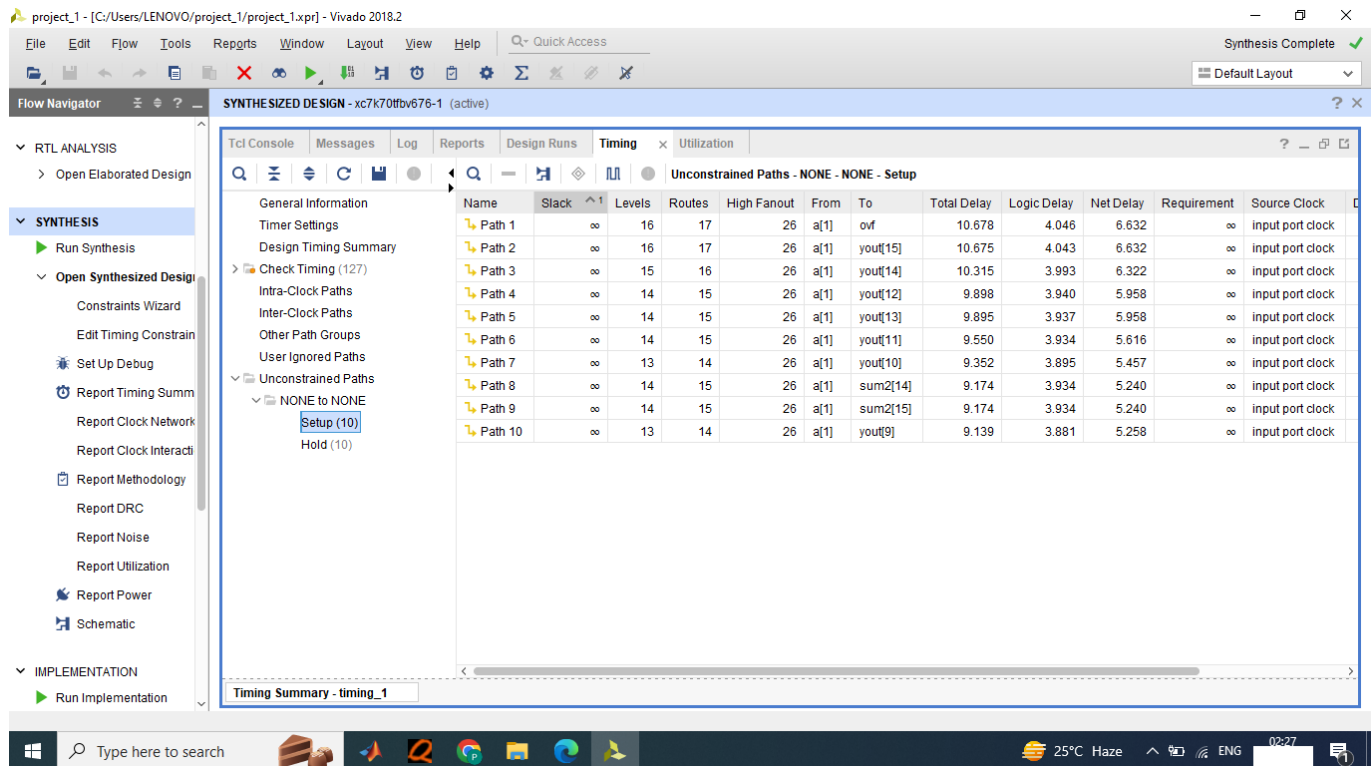 project_1 - [C:/Users/LENOVO/project_1/project_1.xpr] - Vivado 2018.2
File Edit Flow Tools Reports Window Layout View Help Quick Access Synthesis Complete
Default Layout
Flow Navigator ? SYNTHESIZED DESIGN - xc7k70tfbv676-1 (active) ?
RTL ANALYSIS
Open Elaborated Design
SYNTHESIS
Run Synthesis
Open Synthesized Desig
Constraints Wizard
Edit Timing Constrain
Set Up Debug
Report Timing Summ
Report Clock Network
Report Clock Interacti
Report Methodology
Report DRC
Report Noise
Report Utilization
Report Power
Schematic
IMPLEMENTATION
Run Implementation
Tcl Console Messages Log Reports Design Runs Timing Utilization ?
Unconstrained Paths - NONE - NONE - Setup
General Information
Timer Settings
Design Timing Summary
Check Timing (127)
Intra-Clock Paths
Inter-Clock Paths
Other Path Groups
User Ignored Paths
Unconstrained Paths
NONE to NONE
Setup (10)
Hold (10)
Name Slack 1 Levels Routes High Fanout From To Total Delay Logic Delay Net Delay Requirement Source Clock
Path 1 ∞ 16 17 26 a[1] ovf 10.678 4.046 6.632 ∞ input port clock
Path 2 ∞ 16 17 26 a[1] yout[15] 10.675 4.043 6.632 ∞ input port clock
Path 3 ∞ 15 16 26 a[1] yout[14] 10.315 3.993 6.322 ∞ input port clock
Path 4 ∞ 14 15 26 a[1] yout[12] 9.898 3.940 5.958 ∞ input port clock
Path 5 ∞ 14 15 26 a[1] yout[13] 9.895 3.937 5.958 ∞ input port clock
Path 6 ∞ 14 15 26 a[1] yout[11] 9.550 3.934 5.616 ∞ input port clock
Path 7 ∞ 13 14 26 a[1] yout[10] 9.352 3.895 5.457 ∞ input port clock
Path 8 ∞ 14 15 26 a[1] sum2[14] 9.174 3.934 5.240 ∞ input port clock
Path 9 ∞ 14 15 26 a[1] sum2[15] 9.174 3.934 5.240 ∞ input port clock
Path 10 ∞ 13 14 26 a[1] yout[9] 9.139 3.881 5.258 ∞ input port clock
Timing Summary - timing_1
Type here to search 25°C Haze ENG 02:27